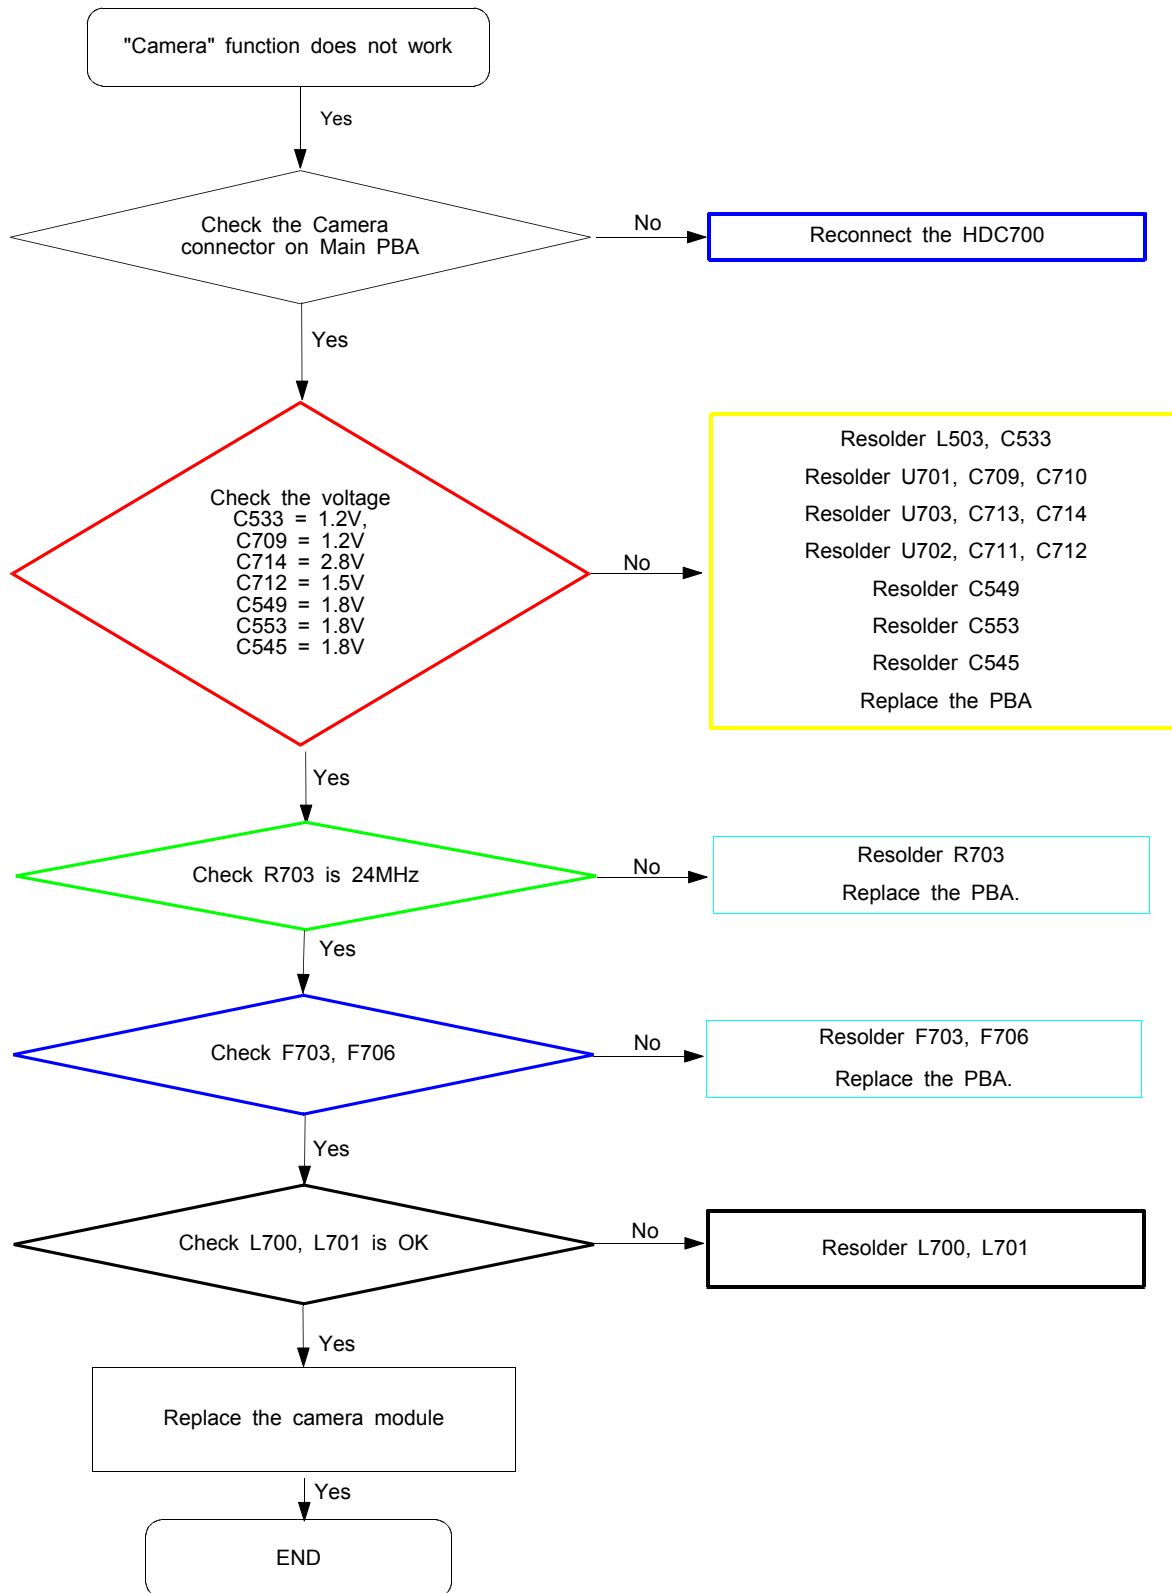 "Camera" function does not work
Yes
Check the Camera
connector on Main PBA
No
Reconnect the HDC700
Yes
Check the voltage
C533 = 1.2V,
C709 = 1.2V
C714 = 2.8V
C712 = 1.5V
C549 = 1.8V
C553 = 1.8V
C545 = 1.8V
No
Resolder L503, C533
Resolder U701, C709, C710
Resolder U703, C713, C714
Resolder U702, C711, C712
Resolder C549
Resolder C553
Resolder C545
Replace the PBA
Yes
Check R703 is 24MHz
No
Resolder R703
Replace the PBA.
Yes
Check F703, F706
No
Resolder F703, F706
Replace the PBA.
Yes
Check L700, L701 is OK
No
Resolder L700, L701
Yes
Replace the camera module
Yes
END